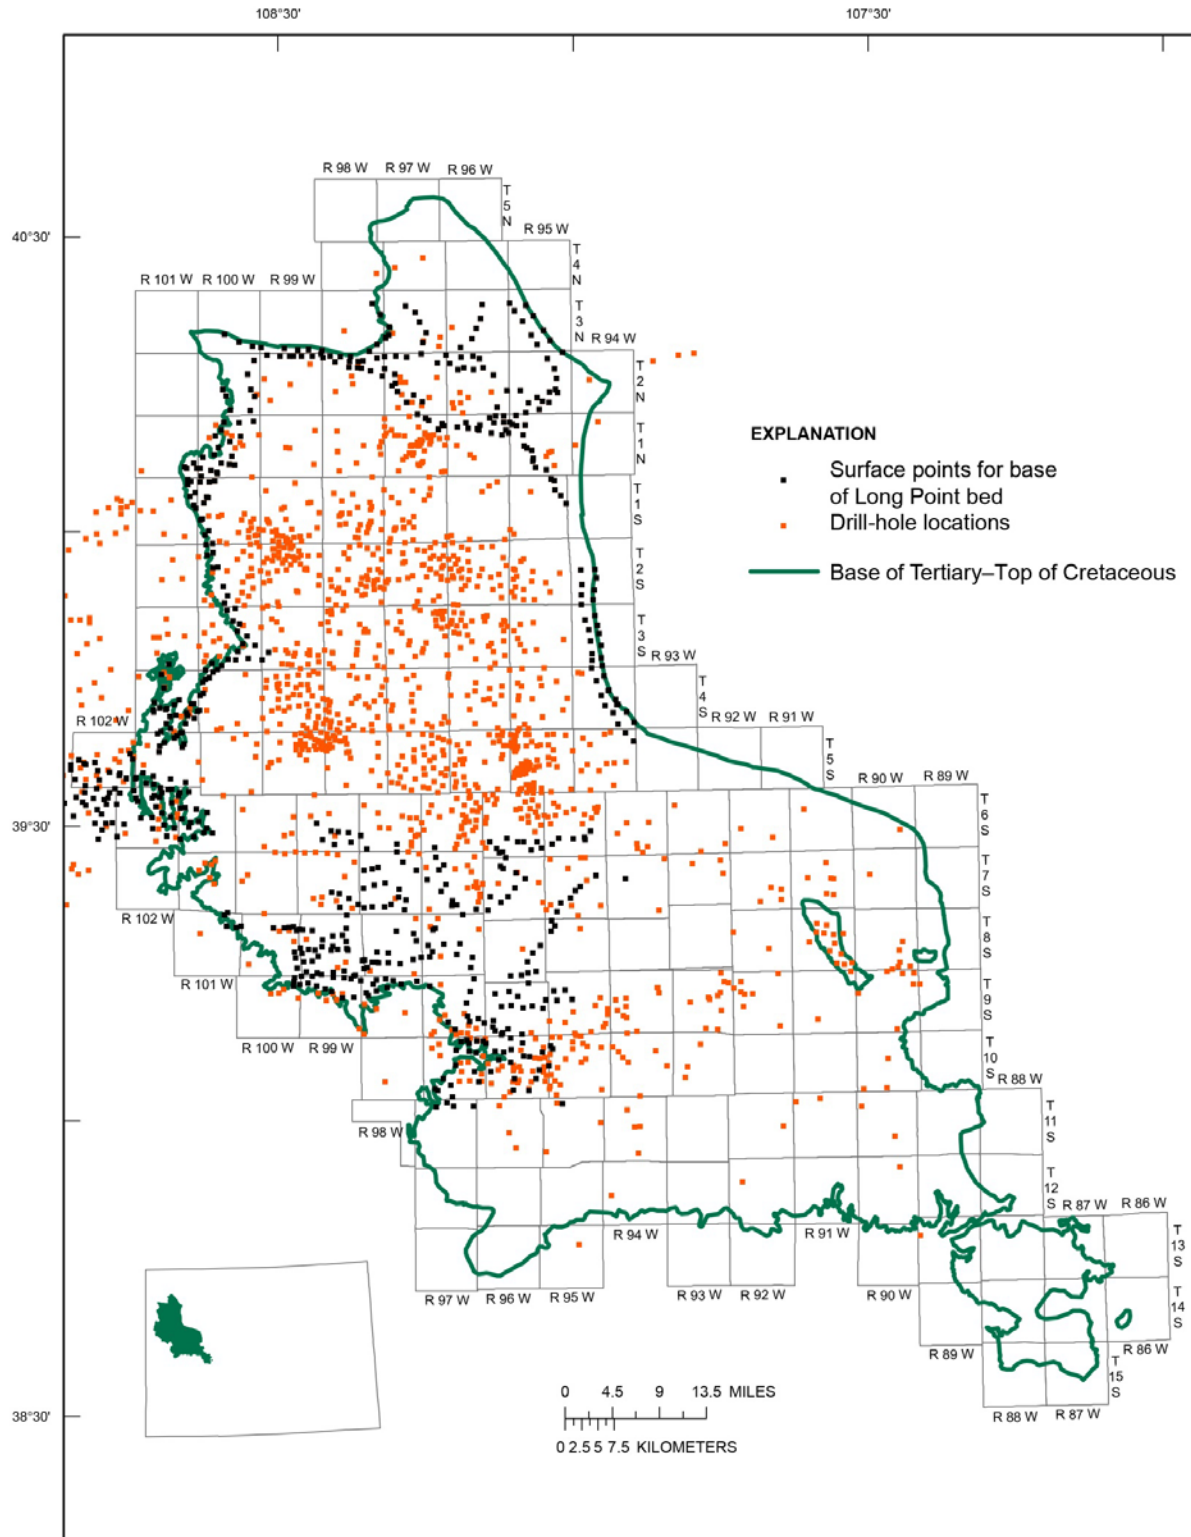 108°30'
107°30'
R 98 W
R 97 W
R 96 W
T
5
N
R 95 W
40°30'
T
4
N
R 101 W
R 100 W
R 99 W
T
3
N
R 94 W
T
2
N
T
1
N
EXPLANATION
Surface points for base
of Long Point bed
Drill-hole locations
Base of Tertiary–Top of Cretaceous
T
1
S
T
2
S
T
3
S
R 93 W
T
4
S
R 102 W
R 92 W
R 91 W
T
5
S
R 90 W
R 89 W
T
6
S
39°30'
T
7
S
R 102 W
T
8
S
R 101 W
T
9
S
R 100 W
R 99 W
T
10
S
R 88 W
T
11
S
R 98 W
T
12
S
R 87 W
R 86 W
T
13
S
R 94 W
R 91 W
R 97 W
R 96 W
R 95 W
R 93 W
R 92 W
R 90 W
T
14
S
R 89 W
R 86 W
T
15
S
R 88 W
R 87 W
38°30'
0 4.5 9 13.5 MILES
0 2.5 5 7.5 KILOMETERS